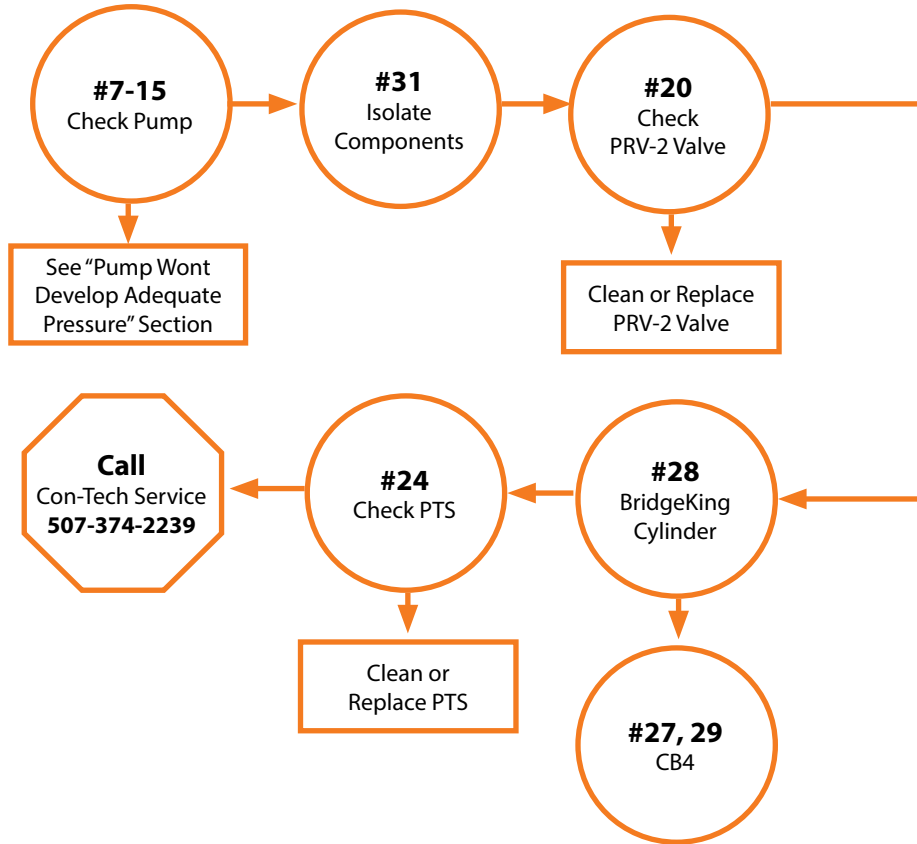 #7-15
Check Pump
#31
Isolate
Components
#20
Check
PRV-2 Valve
See “Pump Wont
Develop Adequate
Pressure” Section
Clean or Replace
PRV-2 Valve
Call
Con-Tech Service
507-374-2239
#24
Check PTS
#28
BridgeKing
Cylinder
Clean or
Replace PTS
#27, 29
CB4